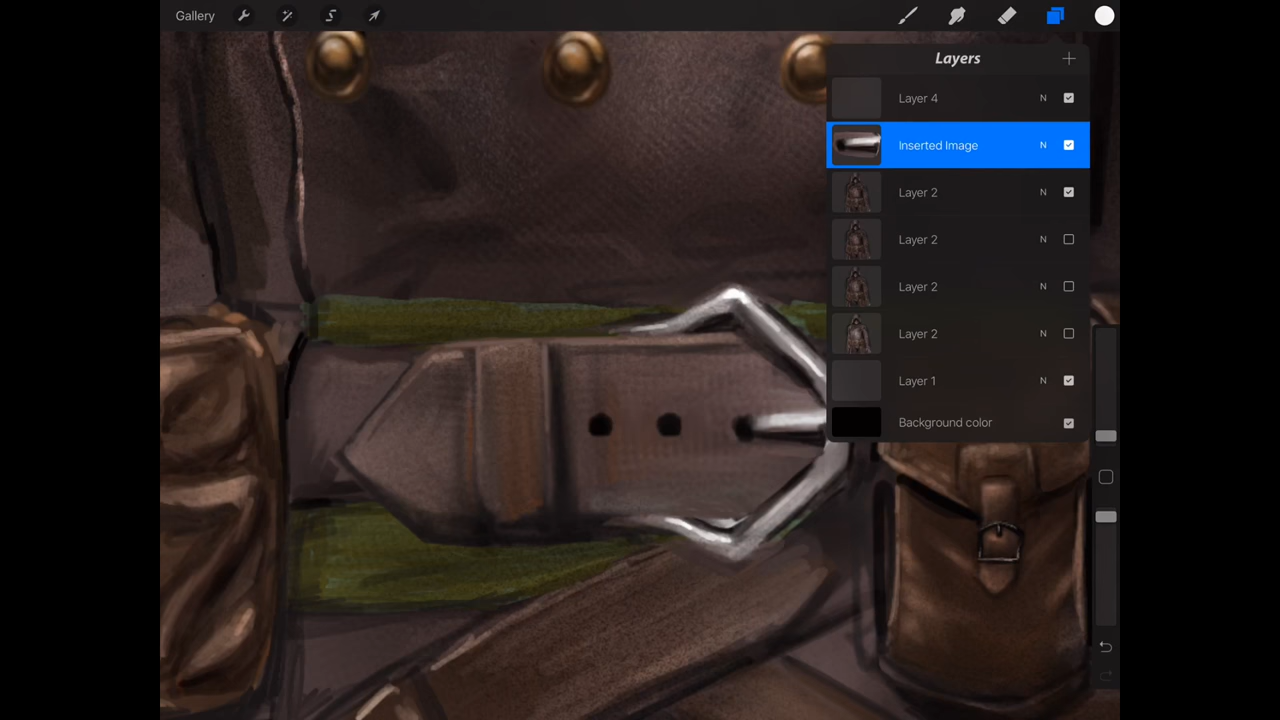 Gallery
Layers
Layer 4 N
Inserted Image N
Layer 2 N
Layer 2 N
Layer 2 N
Layer 2 N
Layer 1 N
Background color